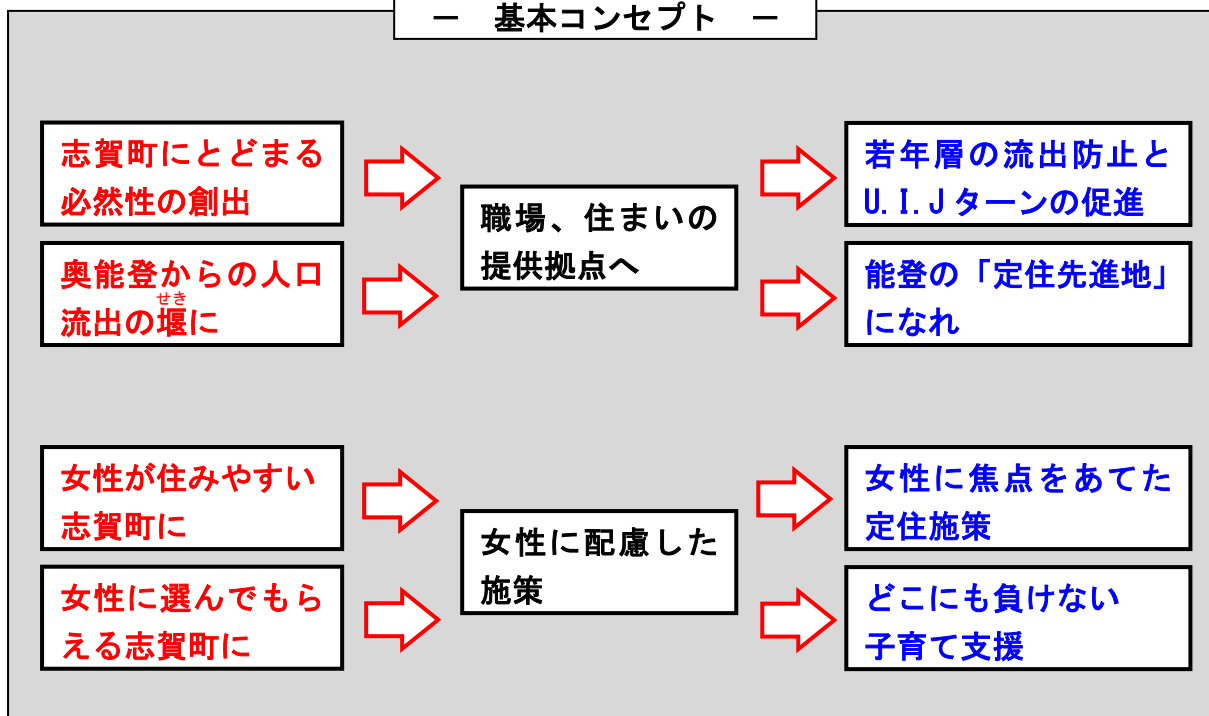 －　基本コンセプト　－
志賀町にとどまる
必然性の創出
奥能登からの人口
せき
流出の堰に
職場、住まいの
提供拠点へ
若年層の流出防止と
U.I.Jターンの促進
能登の「定住先進地」
になれ
女性が住みやすい
志賀町に
女性に選んでもら
える志賀町に
女性に配慮した
施策
女性に焦点をあてた
定住施策
どこにも負けない
子育て支援